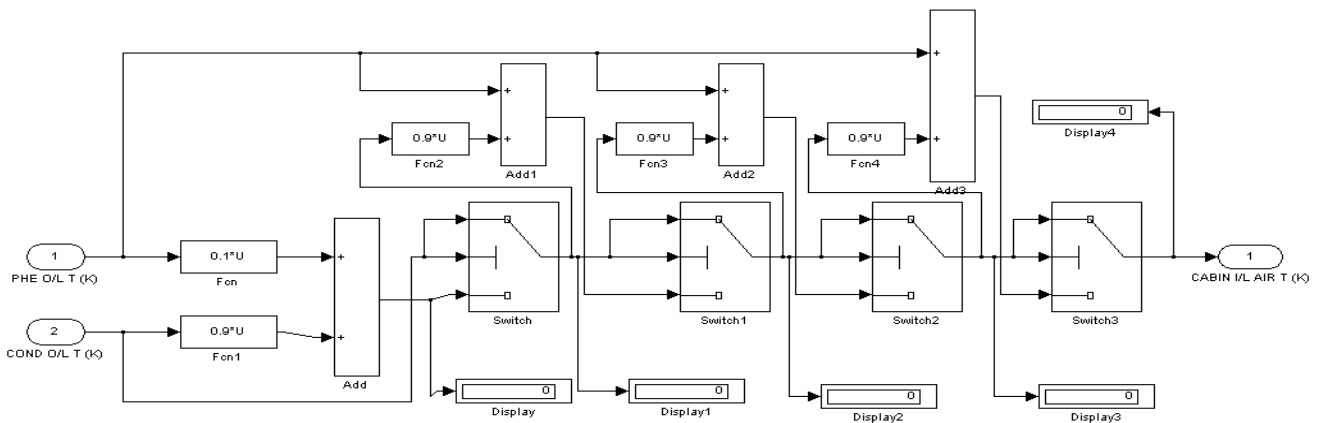 0
Display4
0.9*U
Fcn2
Add1
0.9*U
Fcn3
Add2
0.9*U
Fcn4
Add3
1
PHE O/L T (K)
0.1*U
Fcn
2
COND O/L T (K)
0.9*U
Fcn1
Add
Switch
Switch1
Switch2
Switch3
1
CABIN I/L AIR T (K)
0
Display
0
Display1
0
Display2
0
Display3